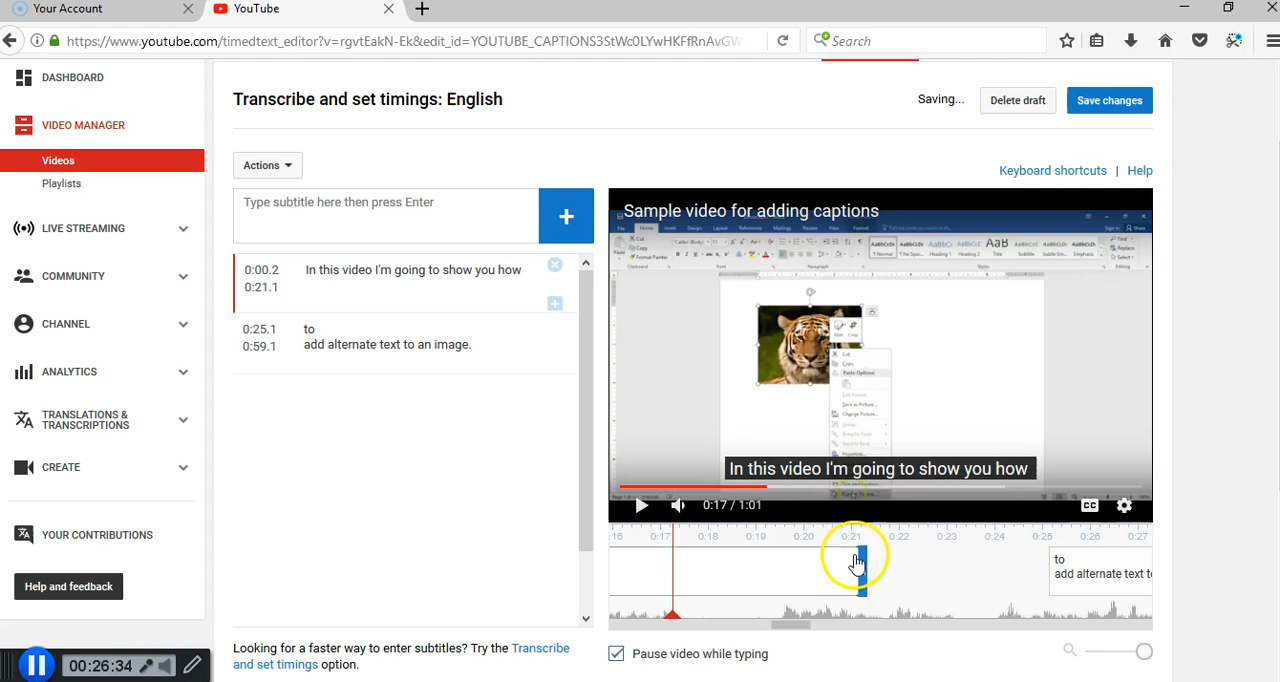 Your Account
YouTube
https://www.youtube.com/timedtext_editor?v=rgvtEakN-Ek&edit_id=YOUTUBE_CAPTIONS3StWc0LYwHKFfRnAvGW
Search
DASHBOARD
VIDEO MANAGER
Videos
Playlists
LIVE STREAMING
COMMUNITY
CHANNEL
ANALYTICS
TRANSLATIONS &
TRANSCRIPTIONS
CREATE
YOUR CONTRIBUTIONS
Help and feedback
00:26:34
Transcribe and set timings: English
Saving...
Delete draft
Save changes
Actions
Keyboard shortcuts | Help
Type subtitle here then press Enter
+
0:00.2 In this video I'm going to show you how
0:21.1
0:25.1 to
0:59.1 add alternate text to an image.
Looking for a faster way to enter subtitles? Try the Transcribe
and set timings option.
Sample video for adding captions
In this video I'm going to show you how
0:17 / 1:01
CC
:16 0:17 0:18 0:19 0:20 0:21 0:22 0:23 0:24 0:25 0:26 0:27
to
add alternate text t
Pause video while typing